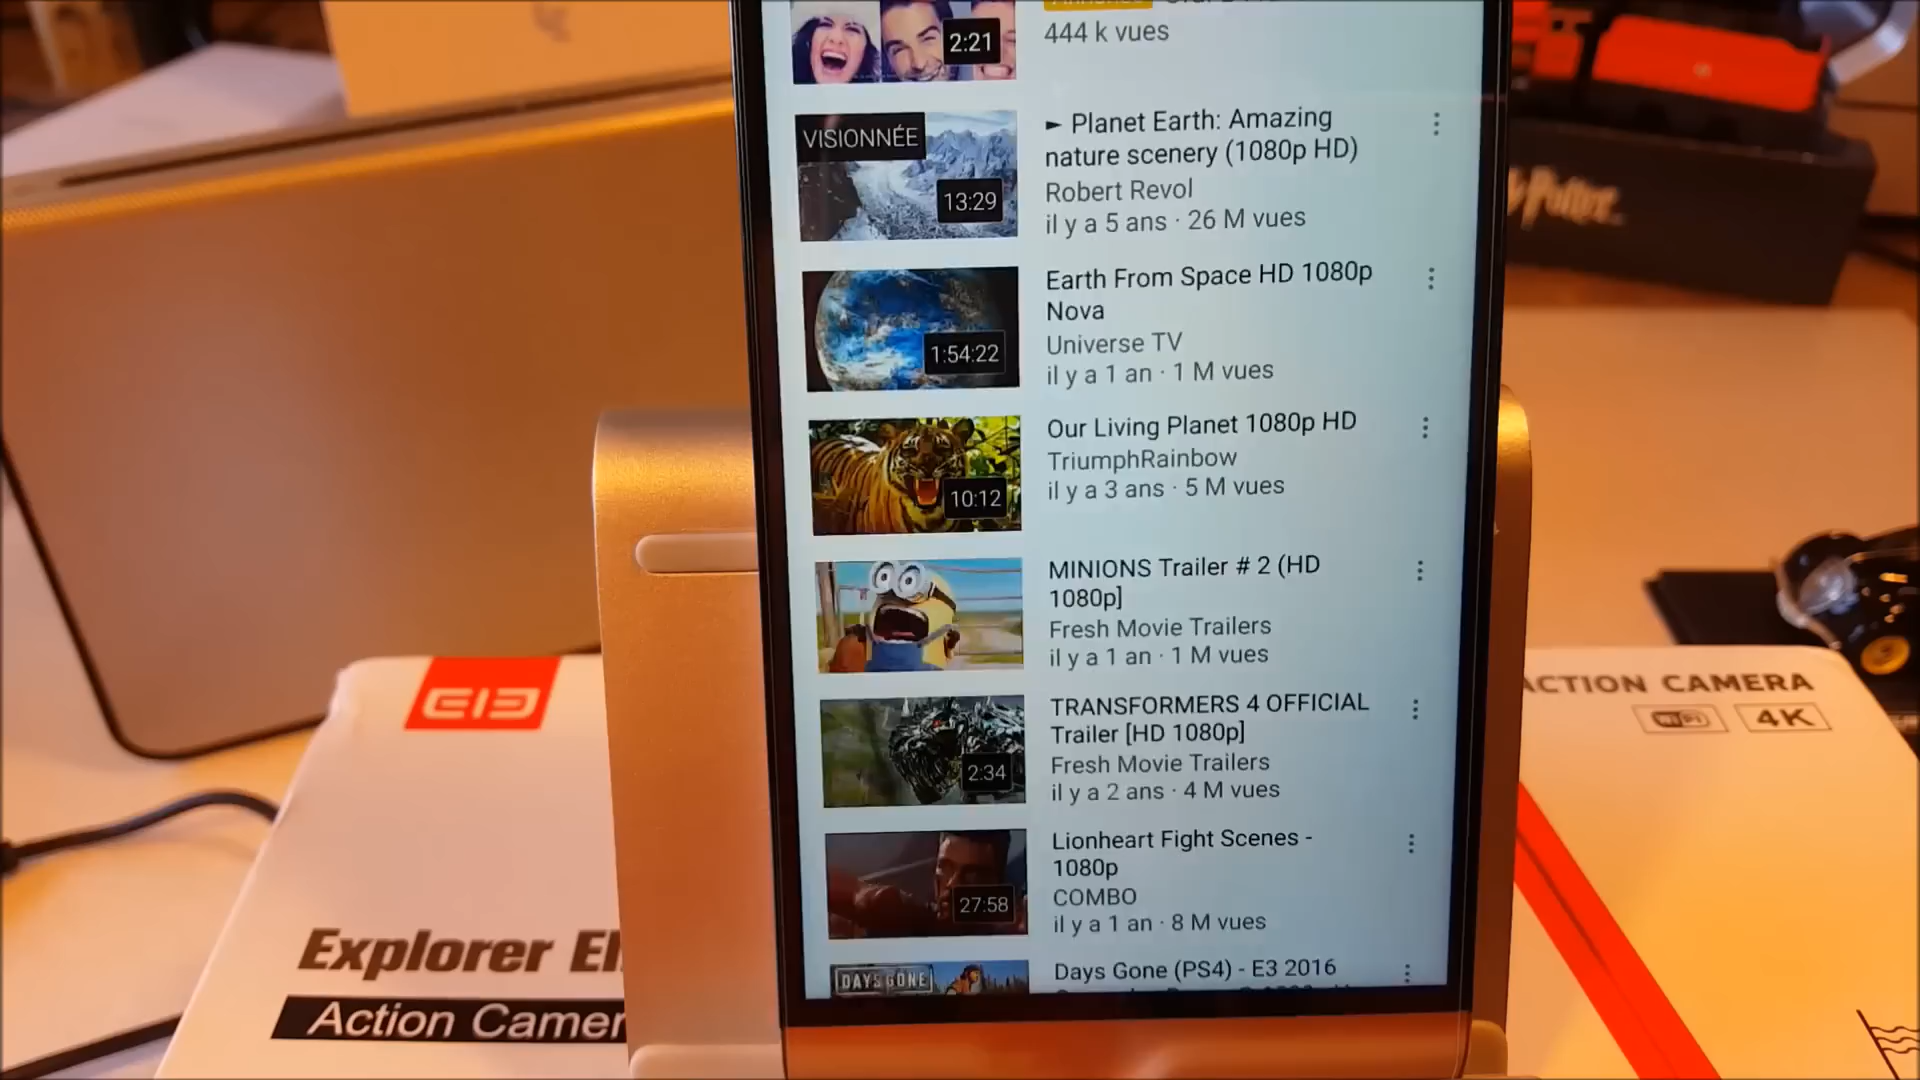 2:21
444 k vues
VISIONNÉE
13:29
► Planet Earth: Amazing
nature scenery (1080p HD)
Robert Revol
il y a 5 ans · 26 M vues
1:54:22
Earth From Space HD 1080p
Nova
Universe TV
il y a 1 an · 1 M vues
10:12
Our Living Planet 1080p HD
TriumphRainbow
il y a 3 ans · 5 M vues
MINIONS Trailer # 2 (HD
1080p]
Fresh Movie Trailers
il y a 1 an · 1 M vues
2:34
TRANSFORMERS 4 OFFICIAL
Trailer [HD 1080p]
Fresh Movie Trailers
il y a 2 ans · 4 M vues
27:58
Lionheart Fight Scenes -
1080p
COMBO
il y a 1 an · 8 M vues
DAYS GONE
Days Gone (PS4) - E3 2016
Potter
Explorer El
Action Camer
ACTION CAMERA
WiFi
4K